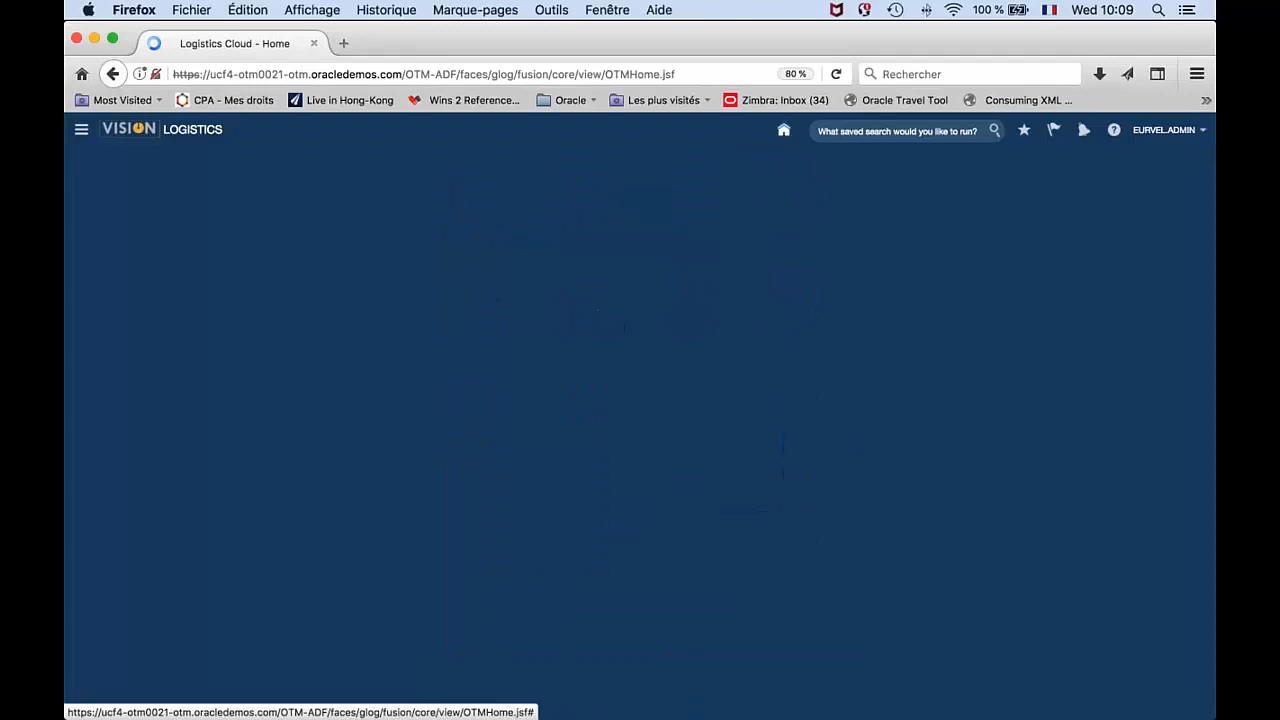 Firefox Fichier Édition Affichage Historique Marque-pages Outils Fenêtre Aide 100 % Wed 10:09
Logistics Cloud - Home
https://ucf4-otm0021-otm.oracledemos.com/OTM-ADF/faces/glog/fusion/core/view/OTMHome.jsf 80 % Rechercher
Most Visited CPA - Mes droits Live in Hong-Kong Wins 2 Reference... Oracle Les plus visités Zimbra: Inbox (34) Oracle Travel Tool Consuming XML ...
VISION LOGISTICS What saved search would you like to run? EURVEL.ADMIN
https://ucf4-otm0021-otm.oracledemos.com/OTM-ADF/faces/glog/fusion/core/view/OTMHome.jsf#